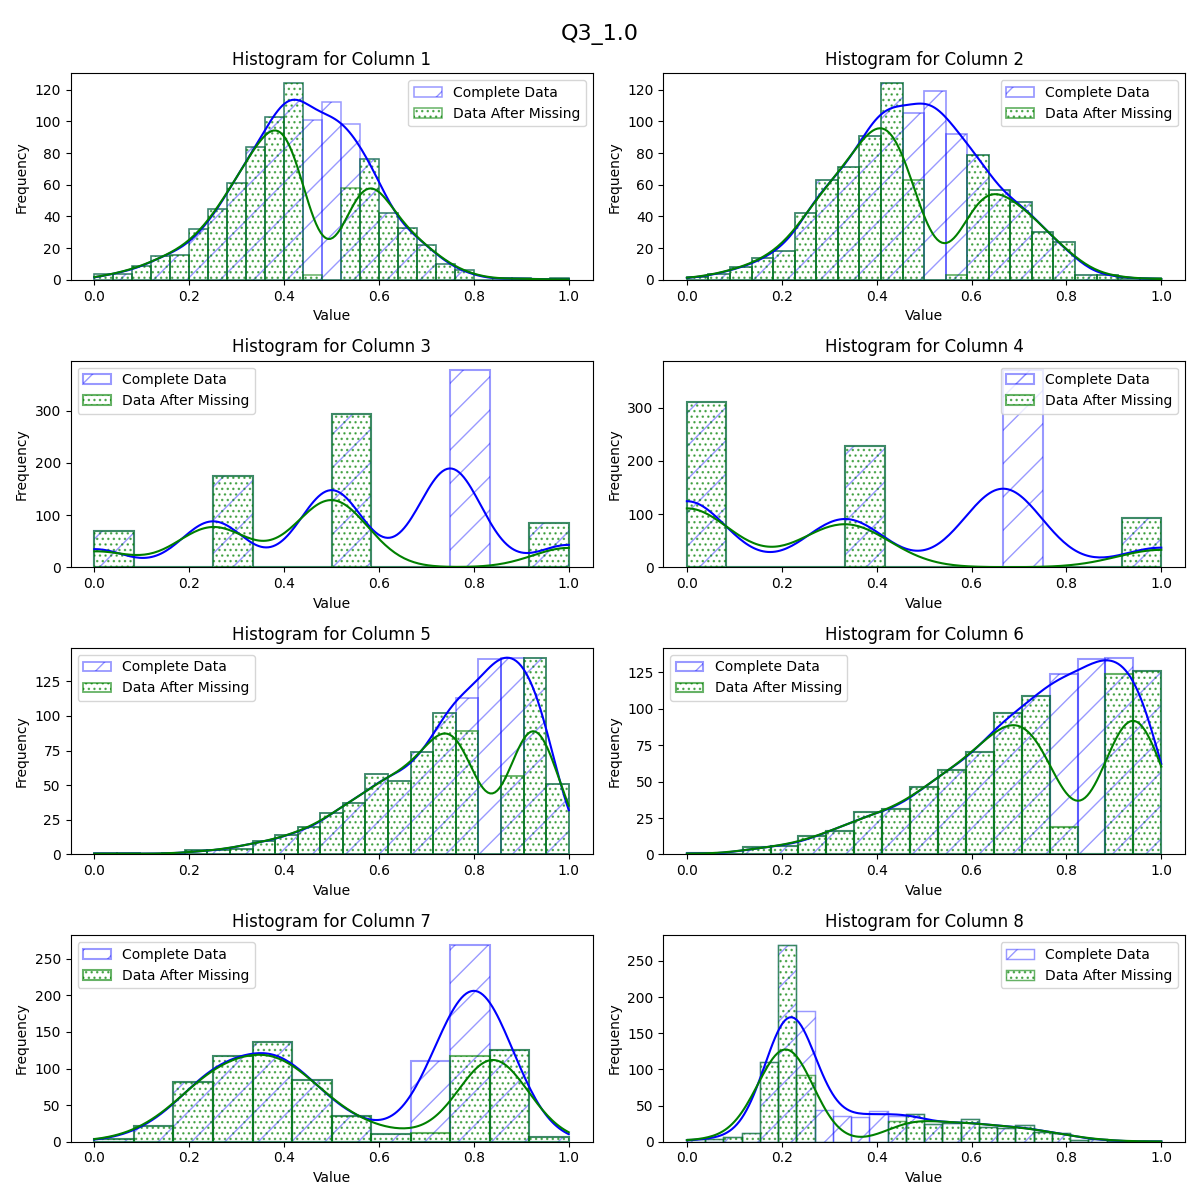 Q3_1.0
Histogram for Column 1
Histogram for Column 2
120
100
80
60
40
20
0
Frequency
Complete Data
Data After Missing
0.0 0.2 0.4 0.6 0.8 1.0
Value
120
100
80
60
40
20
0
Frequency
Complete Data
Data After Missing
0.0 0.2 0.4 0.6 0.8 1.0
Value
Histogram for Column 3
Histogram for Column 4
300
200
100
0
Frequency
Complete Data
Data After Missing
0.0 0.2 0.4 0.6 0.8 1.0
Value
300
200
100
0
Frequency
Complete Data
Data After Missing
0.0 0.2 0.4 0.6 0.8 1.0
Value
Histogram for Column 5
Histogram for Column 6
125
100
75
50
25
0
Frequency
Complete Data
Data After Missing
0.0 0.2 0.4 0.6 0.8 1.0
Value
125
100
75
50
25
0
Frequency
Complete Data
Data After Missing
0.0 0.2 0.4 0.6 0.8 1.0
Value
Histogram for Column 7
Histogram for Column 8
250
200
150
100
50
0
Frequency
Complete Data
Data After Missing
0.0 0.2 0.4 0.6 0.8 1.0
Value
250
200
150
100
50
0
Frequency
Complete Data
Data After Missing
0.0 0.2 0.4 0.6 0.8 1.0
Value